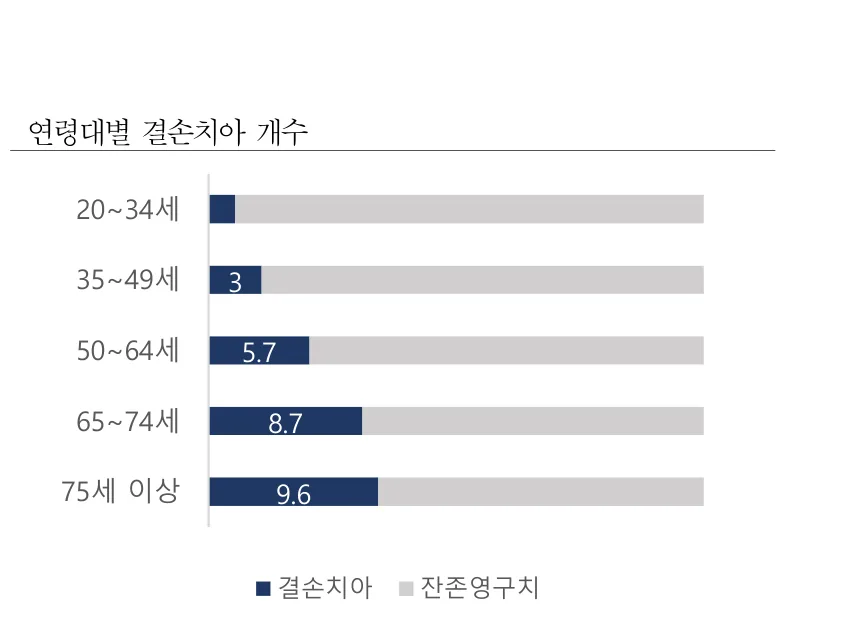 연령대별 결손치아 개수
20~34세
35~49세 3
50~64세 5.7
65~74세 8.7
75세 이상 9.6
결손치아 잔존영구치